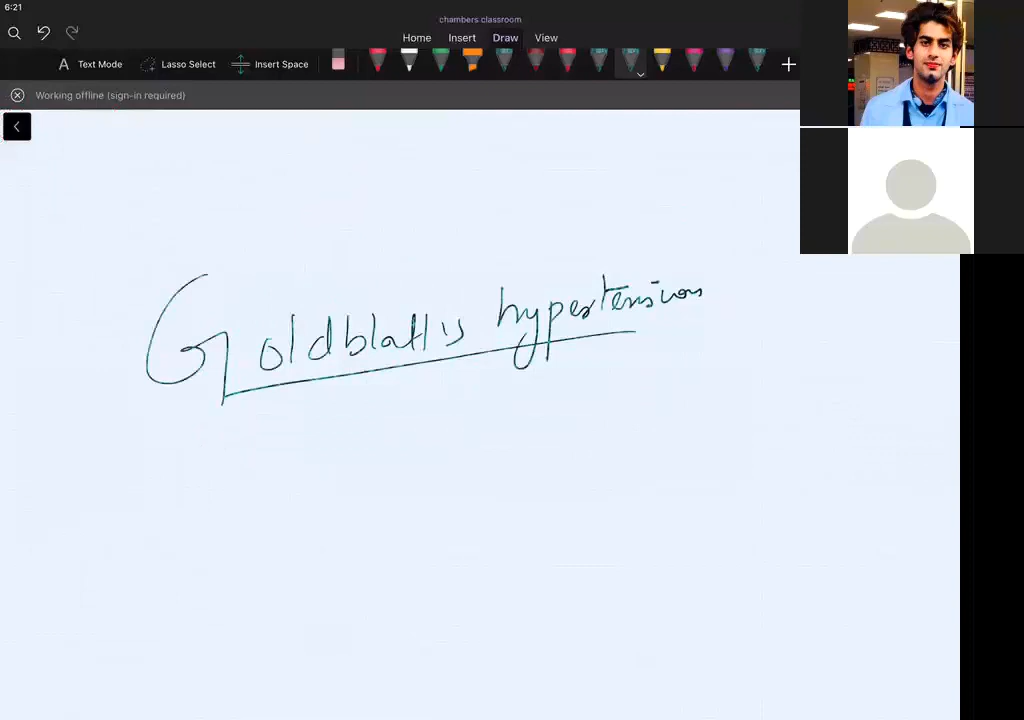 6:21
chambers classroom
Home Insert Draw View
Text Mode Lasso Select Insert Space
Working offline (sign-in required)
Goldblatt's hypertension